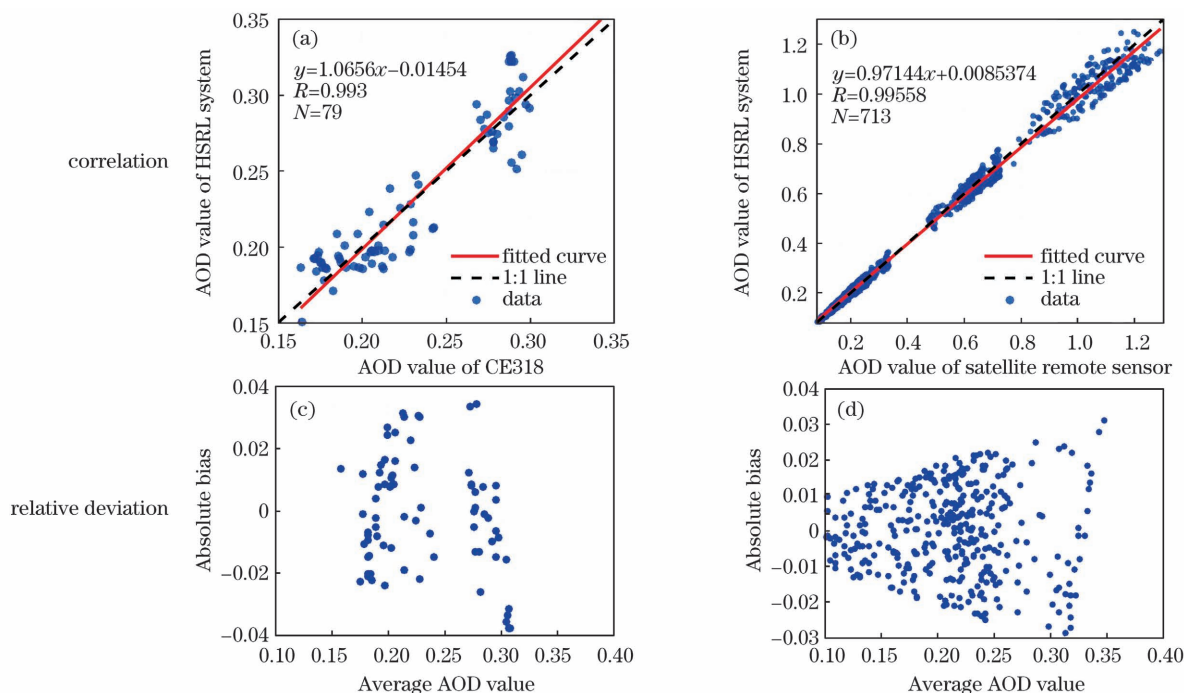 correlation
AOD value of HSRL system
0.35
0.30
0.25
0.20
0.15
(a)
y=1.0656x−0.01454
R=0.993
N=79
fitted curve
1:1 line
data
0.15
0.20
0.25
0.30
0.35
AOD value of CE318
AOD value of HSRL system
1.2
1.0
0.8
0.6
0.4
0.2
(b)
y=0.97144x+0.0085374
R=0.99558
N=713
fitted curve
1:1 line
data
0.2
0.4
0.6
0.8
1.0
1.2
AOD value of satellite remote sensor
relative deviation
Absolute bias
0.04
0.02
0
−0.02
−0.04
(c)
0.10
0.15
0.20
0.25
0.30
0.35
0.40
Average AOD value
Absolute bias
0.04
0.03
0.02
0.01
0
−0.01
−0.02
−0.03
(d)
0.10
0.15
0.20
0.25
0.30
0.35
0.40
Average AOD value